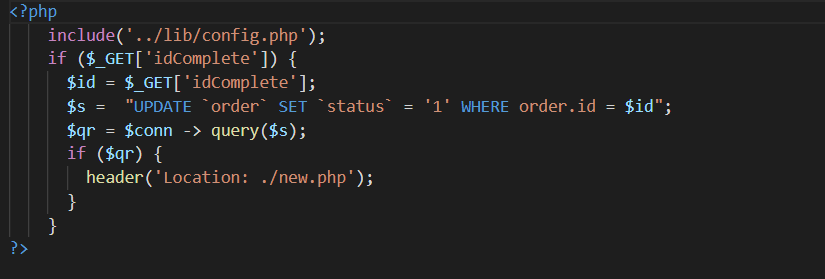 <?php
include('../lib/config.php');
if ($_GET['idComplete']) {
$id = $_GET['idComplete'];
$s =  "UPDATE `order` SET `status` = '1' WHERE order.id = $id";
$qr = $conn -> query($s);
if ($qr) {
header('Location: ./new.php');
}
}
?>